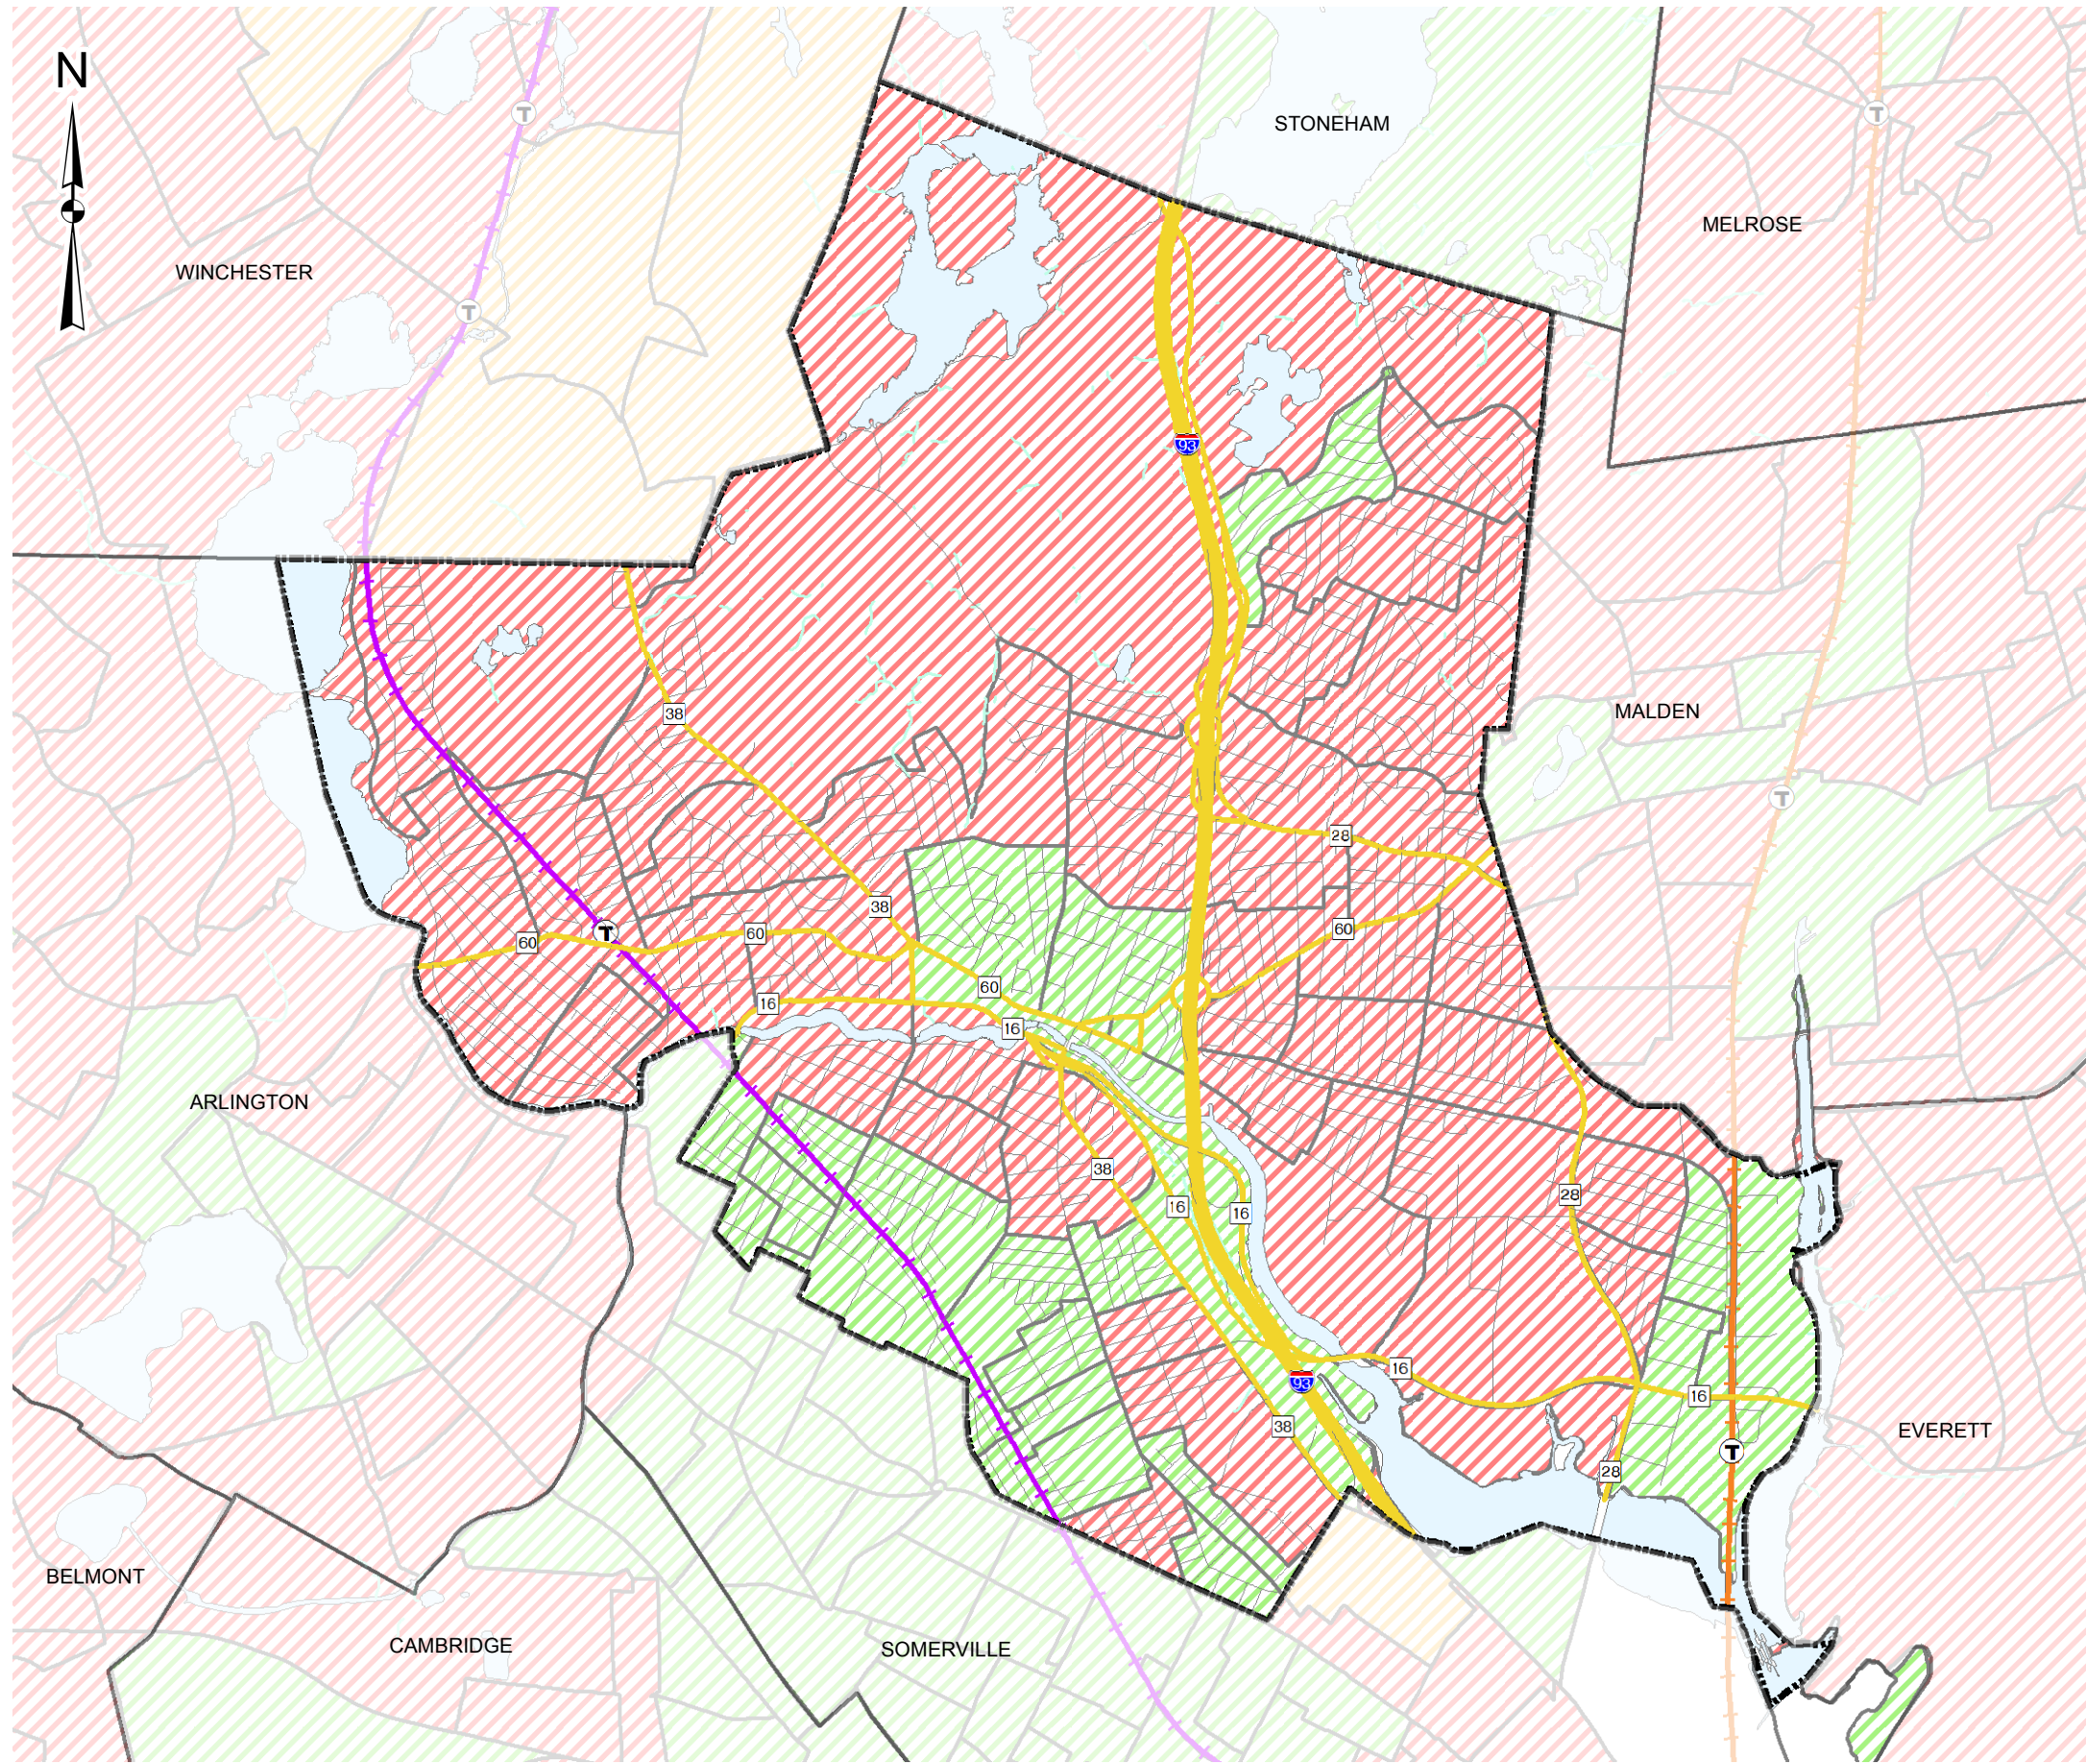 N
T
T
STONEHAM
MELROSE
WINCHESTER
T
93
38
MALDEN
T
28
38
60
60
60
T
60
16
16
ARLINGTON
38
28
16
16
16
93
16
38
EVERETT
T
28
BELMONT
CAMBRIDGE
SOMERVILLE